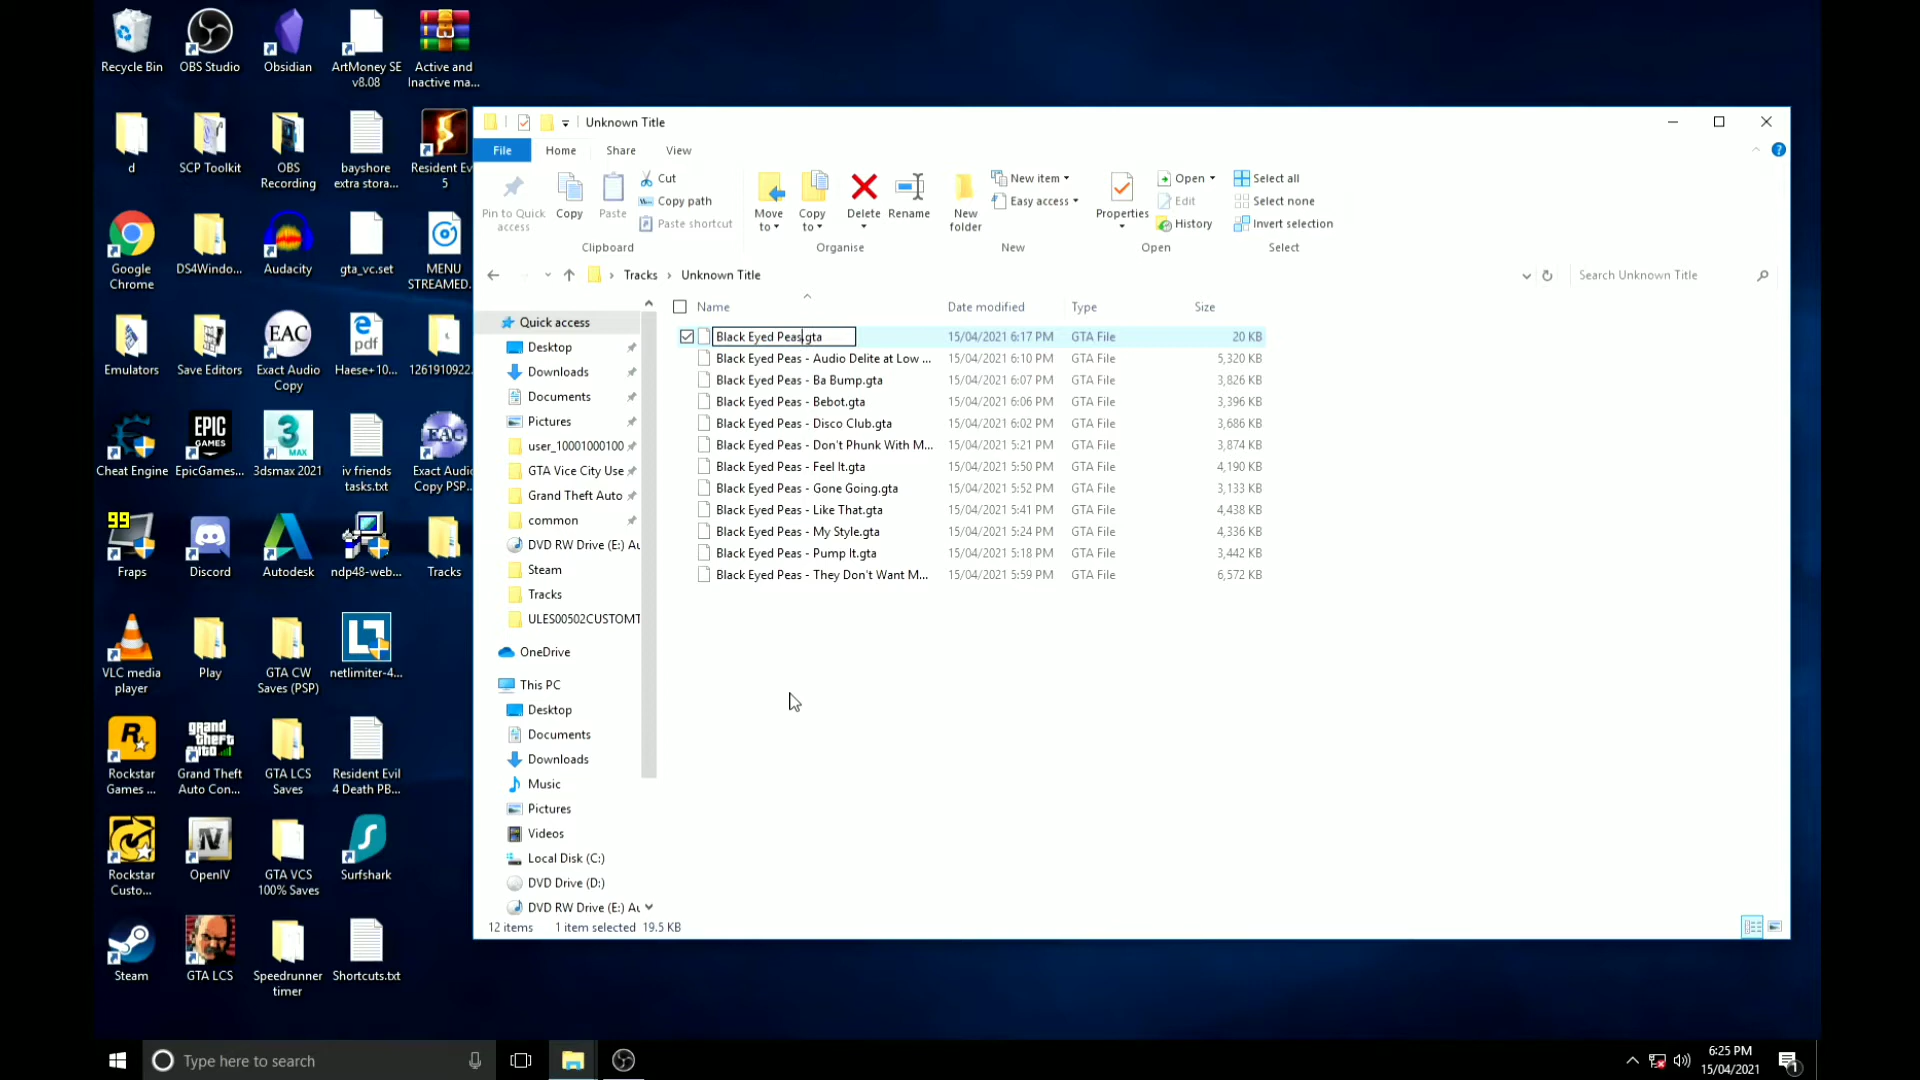 Recycle Bin
OBS Studio
Obsidian
ArtMoney SE
v8.08
Active and
Inactive ma...
d
SCP Toolkit
OBS
Recording
bayshore
extra stora...
Resident Ev
5
Google
Chrome
DS4Windo...
Audacity
gta_vc.set
MENU
STREAMED.
Emulators
Save Editors
EAC
Exact Audio
Copy
pdf
Haese+10...
1261910922.
Cheat Engine
EPIC
GAMES
EpicGames...
3
MAX
3dsmax 2021
iv friends
tasks.txt
EAC
Exact Audio
Copy PSP...
99
Fraps
Discord
Autodesk
ndp48-web...
Tracks
VLC media
player
Play
GTA CW
Saves (PSP)
netlimiter-4...
Rockstar
Games ...
grand
theft
auto
Grand Theft
Auto Con...
GTA LCS
Saves
Resident Evil
4 Death PB...
Rockstar
Custo...
OpenIV
GTA VCS
100% Saves
Surfshark
Steam
GTA LCS
Speedrunner
timer
Shortcuts.txt
Unknown Title
File Home Share View
Pin to Quick
access
Copy
Paste
Cut
Copy path
Paste shortcut
Clipboard
Move
to
Copy
to
Delete
Rename
Organise
New
folder
New item
Easy access
New
Properties
Open
Edit
History
Open
Select all
Select none
Invert selection
Select
Tracks › Unknown Title
Search Unknown Title
Name Date modified Type Size
Black Eyed Peas.gta 15/04/2021 6:17 PM GTA File 20 KB
Black Eyed Peas - Audio Delite at Low ... 15/04/2021 6:10 PM GTA File 5,320 KB
Black Eyed Peas - Ba Bump.gta 15/04/2021 6:07 PM GTA File 3,826 KB
Black Eyed Peas - Bebot.gta 15/04/2021 6:06 PM GTA File 3,396 KB
Black Eyed Peas - Disco Club.gta 15/04/2021 6:02 PM GTA File 3,686 KB
Black Eyed Peas - Don't Phunk With M... 15/04/2021 5:21 PM GTA File 3,874 KB
Black Eyed Peas - Feel It.gta 15/04/2021 5:50 PM GTA File 4,190 KB
Black Eyed Peas - Gone Going.gta 15/04/2021 5:52 PM GTA File 3,133 KB
Black Eyed Peas - Like That.gta 15/04/2021 5:41 PM GTA File 4,438 KB
Black Eyed Peas - My Style.gta 15/04/2021 5:24 PM GTA File 4,336 KB
Black Eyed Peas - Pump It.gta 15/04/2021 5:18 PM GTA File 3,442 KB
Black Eyed Peas - They Don't Want M... 15/04/2021 5:59 PM GTA File 6,572 KB
Quick access
Desktop
Downloads
Documents
Pictures
user_10001000100
GTA Vice City Use
Grand Theft Auto
common
DVD RW Drive (E:) Au
Steam
Tracks
ULES00502CUSTOMT
OneDrive
This PC
Desktop
Documents
Downloads
Music
Pictures
Videos
Local Disk (C:)
DVD Drive (D:)
DVD RW Drive (E:) Au
12 items 1 item selected 19.5 KB
Type here to search
6:25 PM
15/04/2021
1